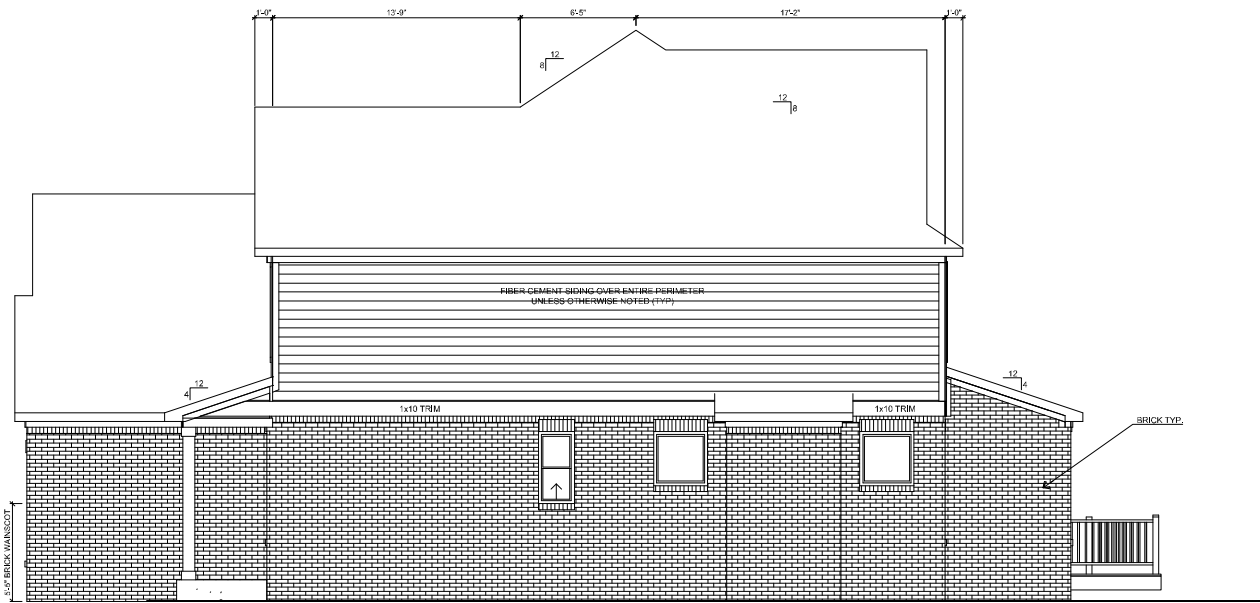 1'-0" 13'-9" 6'-5" 17'-2" 1'-0"
12
8
12
8
FIBER CEMENT SIDING OVER ENTIRE PERIMETER
UNLESS OTHERWISE NOTED (TYP)
12
4
12
4
1x10 TRIM
1x10 TRIM
BRICK TYP.
5'-6" BRICK WAINSCOT